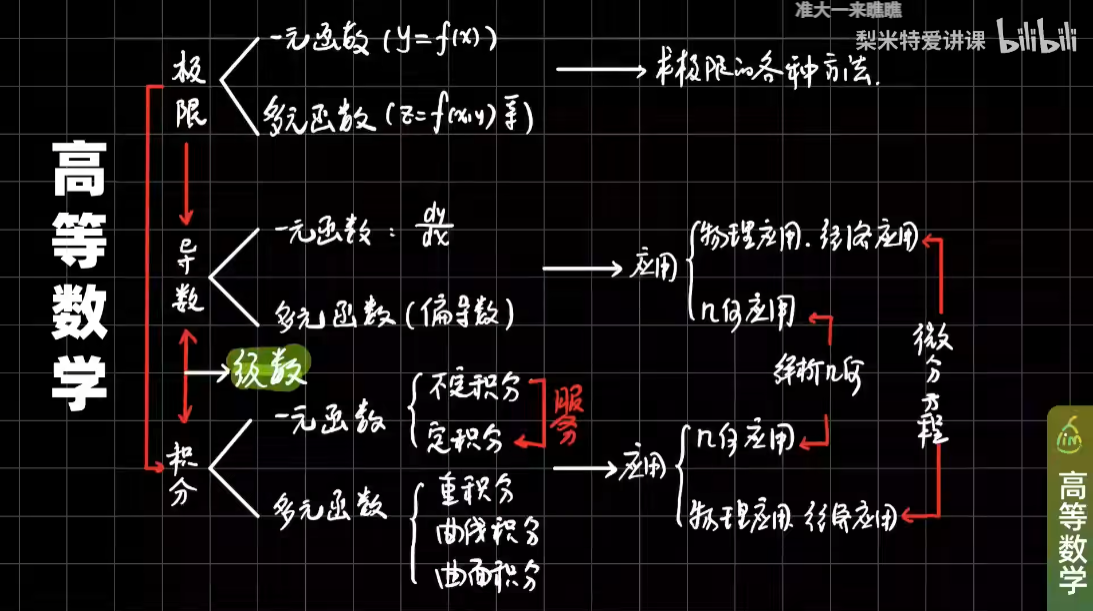 准大一来瞧瞧
梨米特爱讲课 bilibili
高等数学
极限
一元函数 (y=f(x))
多元函数 (z=f(x,y)等)
求极限的各种方法.
导数
一元函数: dy/dx
多元函数 (偏导数)
应用
物理应用.经济应用
几何应用
级数
解析几何
微分方程
积分
一元函数
不定积分
定积分
服务
多元函数
重积分
曲线积分
曲面积分
应用
几何应用
物理应用.经济应用
lim
高等数学